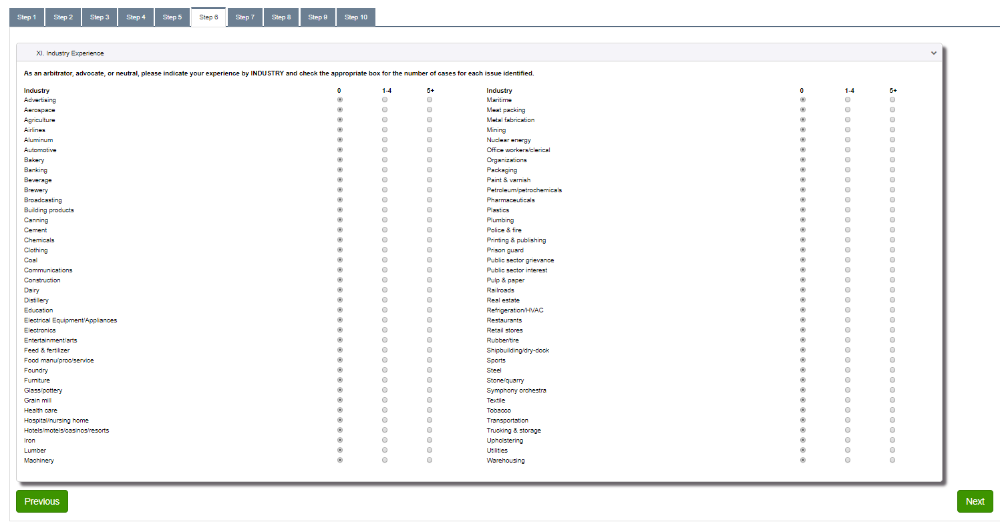 Step 1 Step 2 Step 3 Step 4 Step 5 Step 6 Step 7 Step 8 Step 9 Step 10
XI. Industry Experience
As an arbitrator, advocate, or neutral, please indicate your experience by INDUSTRY and check the appropriate box for the number of cases for each issue identified.
Industry 0 1-4 5+
Advertising
Aerospace
Agriculture
Airlines
Aluminum
Automotive
Bakery
Banking
Beverage
Brewery
Broadcasting
Building products
Canning
Cement
Chemicals
Clothing
Coal
Communications
Construction
Dairy
Distillery
Education
Electrical Equipment/Appliances
Electronics
Entertainment/arts
Feed & fertilizer
Food manu/proc/service
Foundry
Furniture
Glass/pottery
Grain mill
Health care
Hospital/nursing home
Hotels/motels/casinos/resorts
Iron
Lumber
Machinery
Industry 0 1-4 5+
Maritime
Meat packing
Metal fabrication
Mining
Nuclear energy
Office workers/clerical
Organizations
Packaging
Paint & varnish
Petroleum/petrochemicals
Pharmaceuticals
Plastics
Plumbing
Police & fire
Printing & publishing
Prison guard
Public sector grievance
Public sector interest
Pulp & paper
Railroads
Real estate
Refrigeration/HVAC
Restaurants
Retail stores
Rubber/tire
Shipbuilding/dry-dock
Sports
Steel
Stone/quarry
Symphony orchestra
Textile
Tobacco
Transportation
Trucking & storage
Upholstering
Utilities
Warehousing
Previous Next